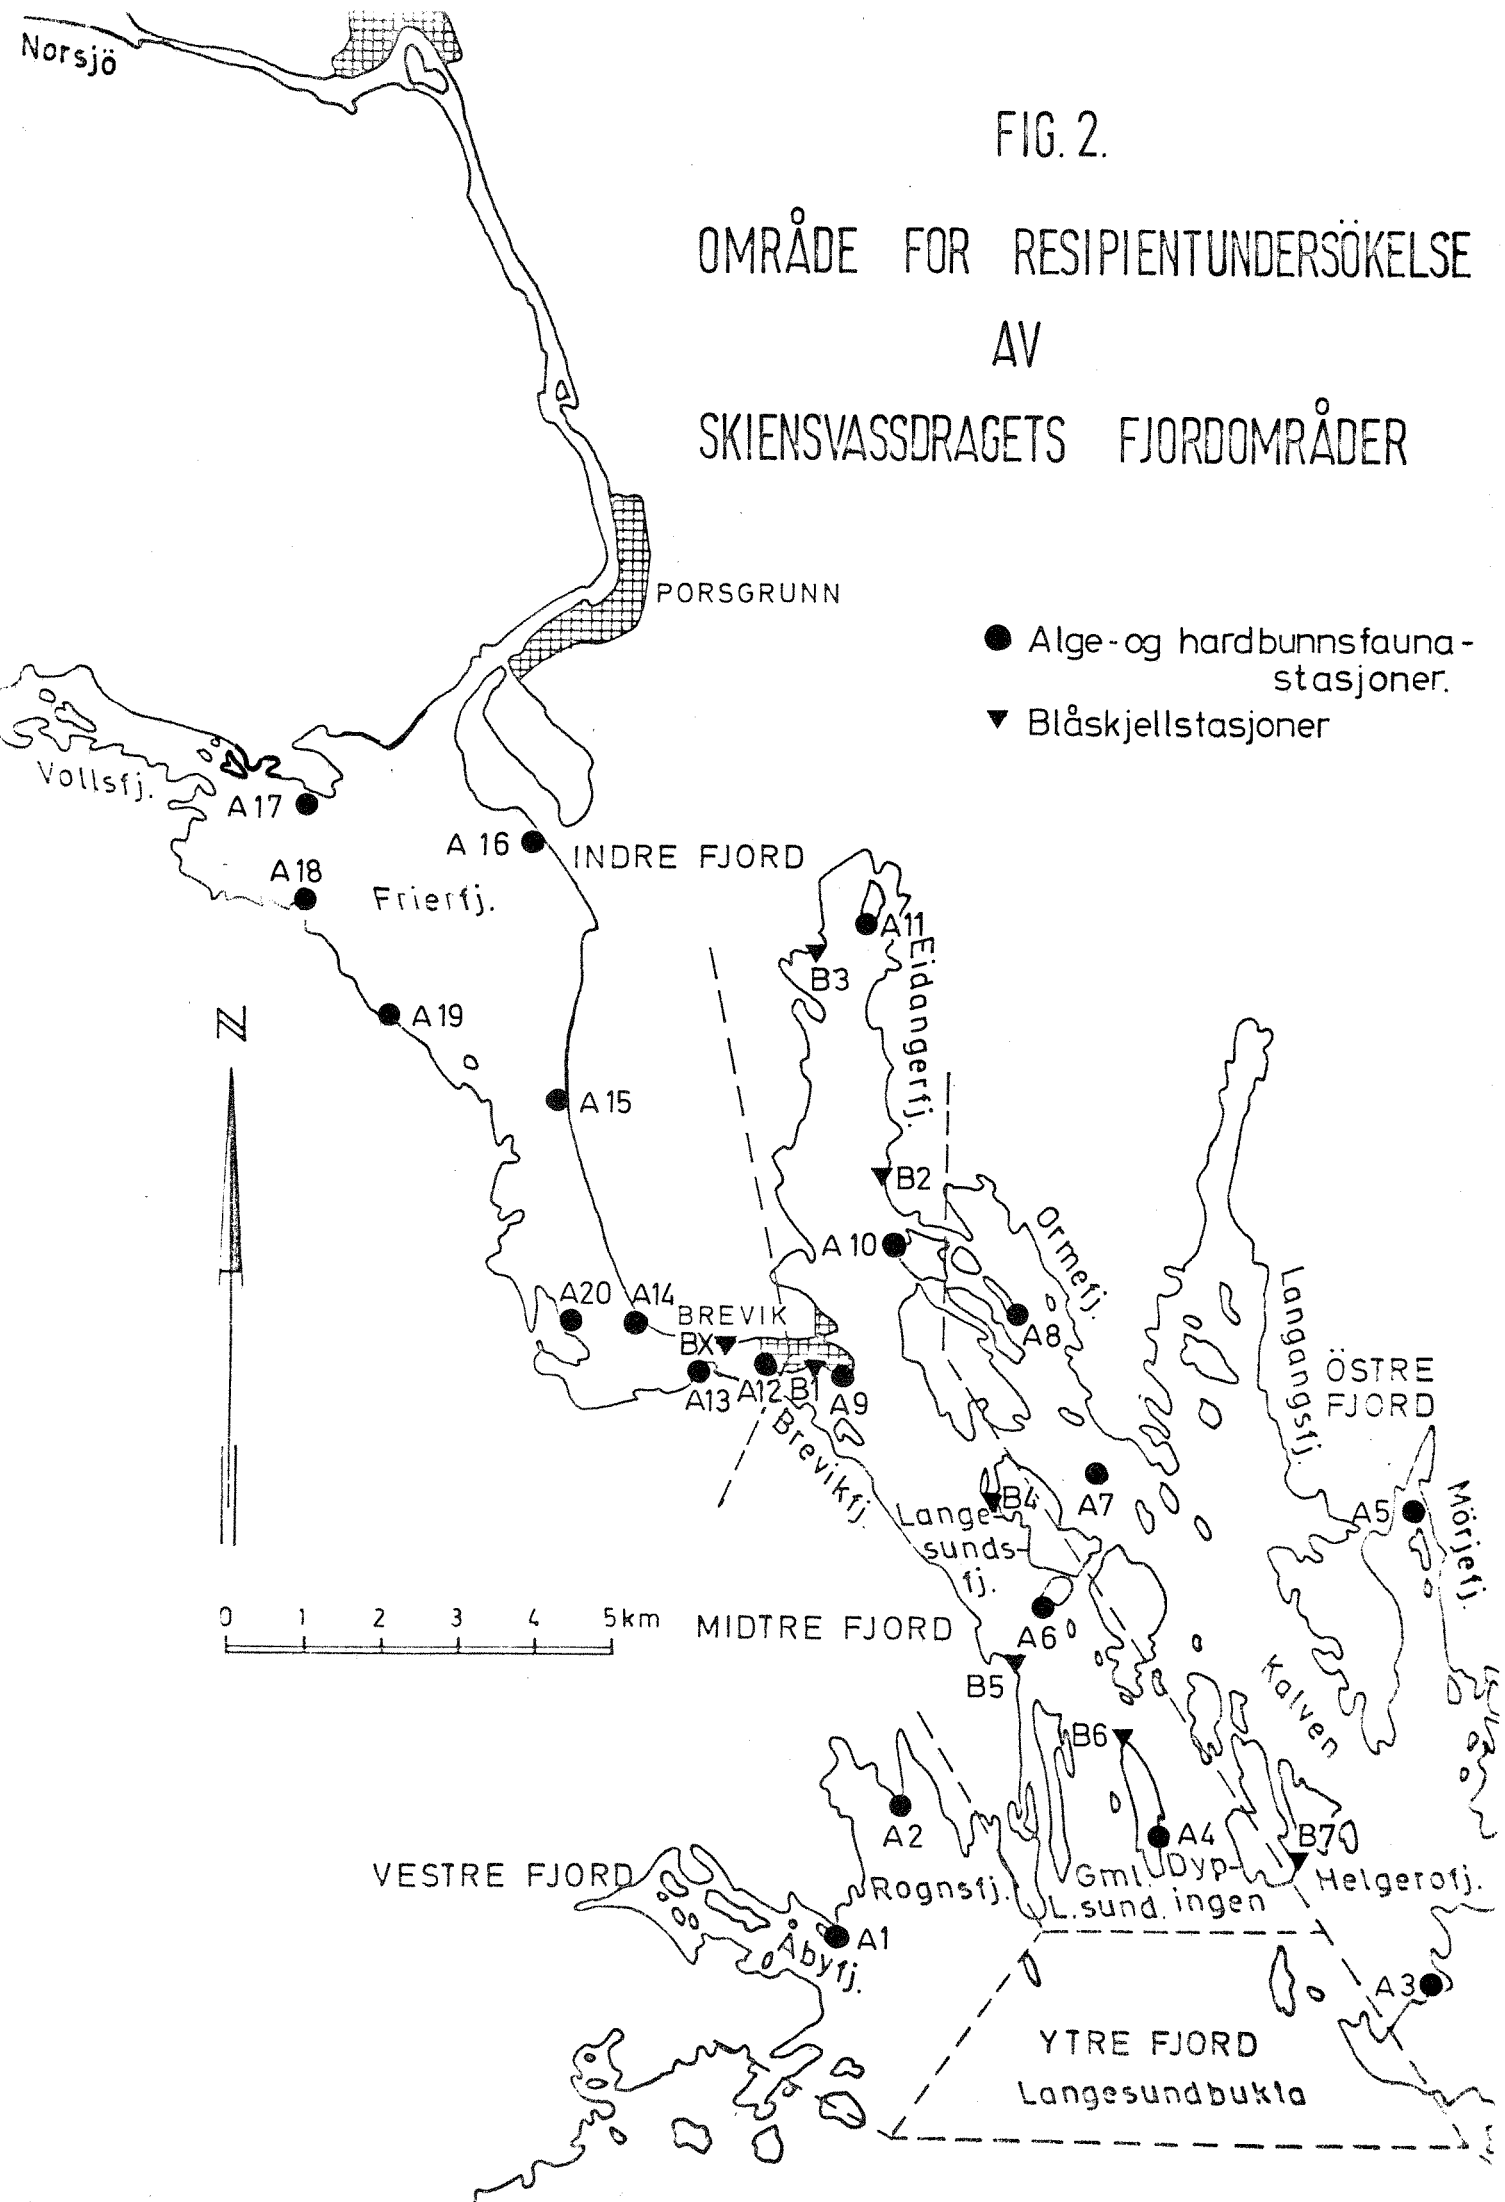 Norsjö
FIG. 2.
OMRÅDE FOR RESIPIENTUNDERSÖKELSE
AV
SKIENSVASSDRAGETS FJORDOMRÅDER
PORSGRUNN
Alge- og hardbunnsfauna-
stasjoner.
Blåskjellstasjoner
Vollsfj.
A17
A 16
INDRE FJORD
A18
Frierfj.
A11
B3
Eidangerfj.
N
A19
A15
B2
A10
Ormefj.
Langangsfj.
A20
A14
BREVIK
BX
A8
A13
A12
B1
A9
ÖSTRE
FJORD
Brevikfj.
B4
A7
A5
Mörjefj.
Lange-
sunds-
fj.
0 1 2 3 4 5km
MIDTRE FJORD
A6
B5
Kalven
B6
A2
A4
B7
VESTRE FJORD
Rognsfj.
Gml.
L.sund.
Dyp-
ingen
Helgerofj.
A1
Åbyfj.
A3
YTRE FJORD
Langesundbukta